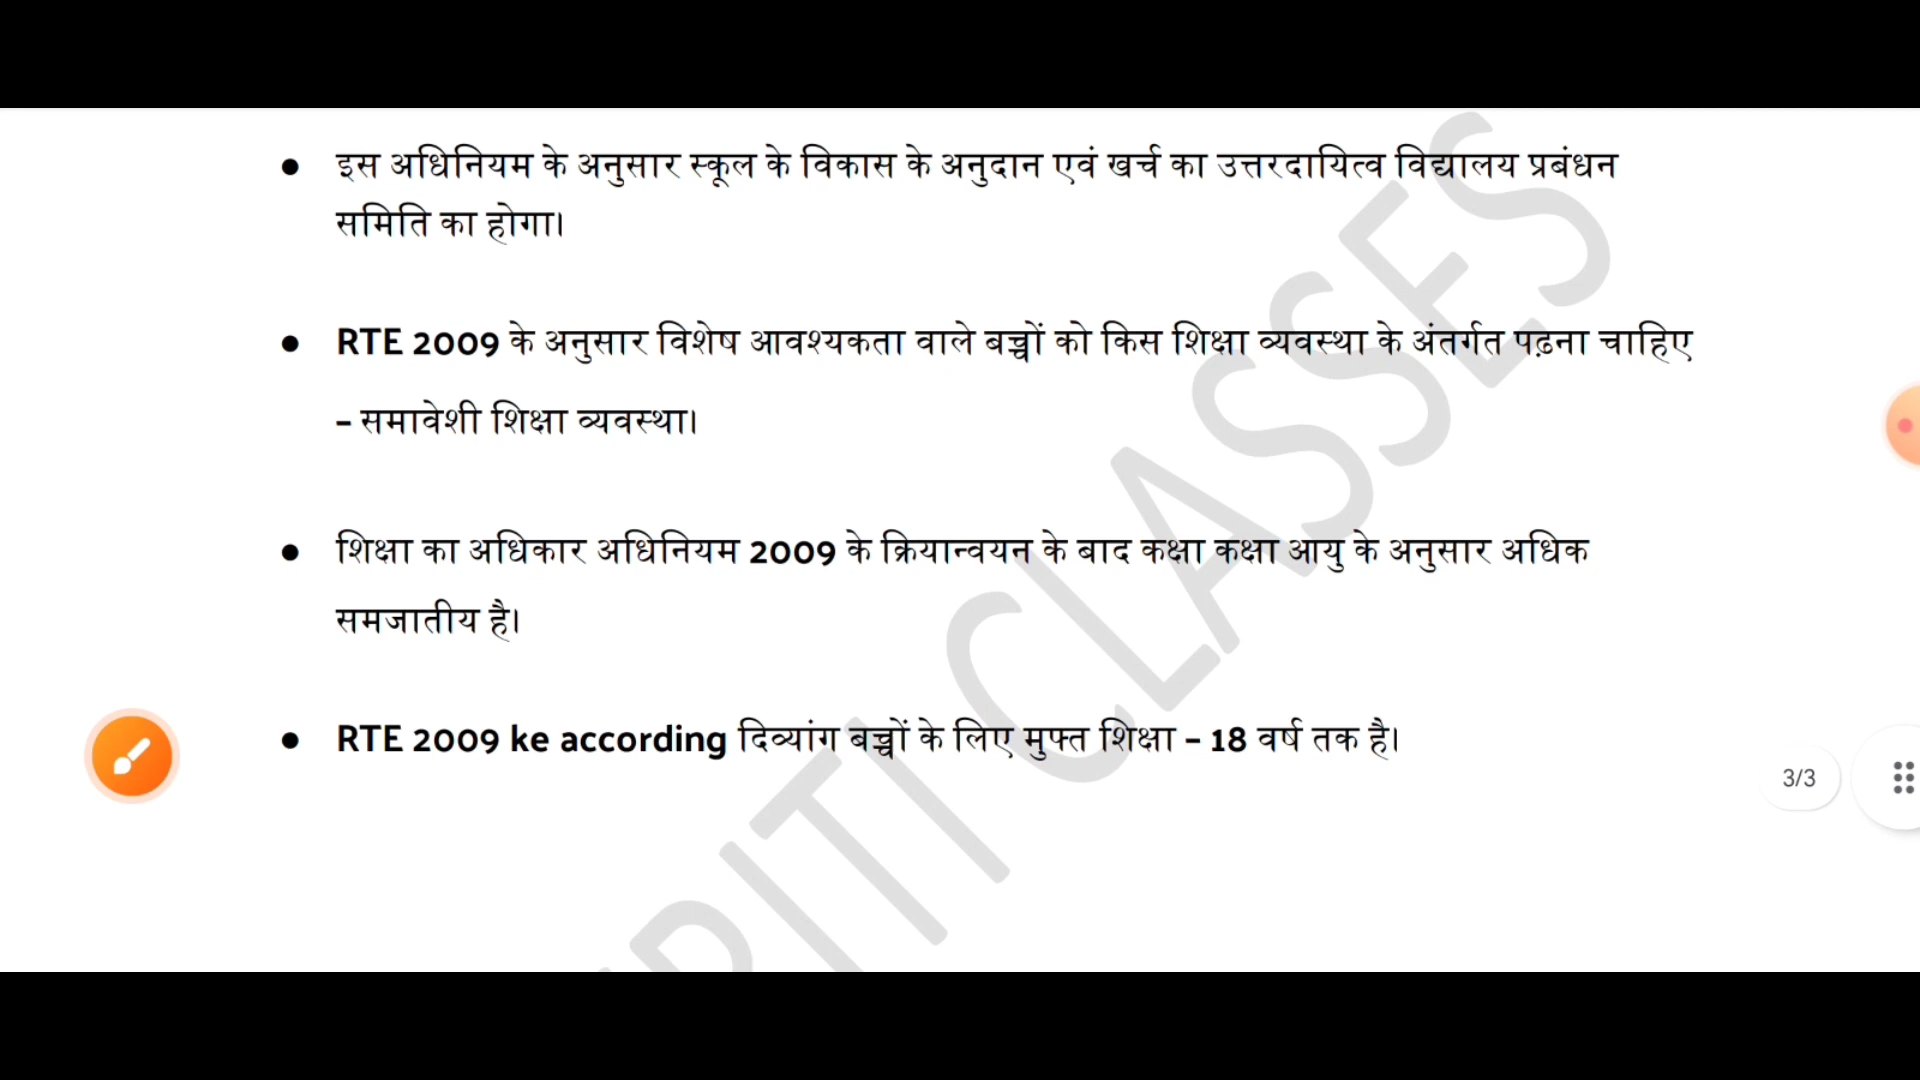 ● इस अधिनियम के अनुसार स्कूल के विकास के अनुदान एवं खर्च का उत्तरदायित्व विद्यालय प्रबंधन
समिति का होगा।
● RTE 2009 के अनुसार विशेष आवश्यकता वाले बच्चों को किस शिक्षा व्यवस्था के अंतर्गत पढ़ना चाहिए
– समावेशी शिक्षा व्यवस्था।
● शिक्षा का अधिकार अधिनियम 2009 के क्रियान्वयन के बाद कक्षा कक्षा आयु के अनुसार अधिक
समजातीय है।
● RTE 2009 ke according दिव्यांग बच्चों के लिए मुफ्त शिक्षा – 18 वर्ष तक है।
3/3
CLASSES